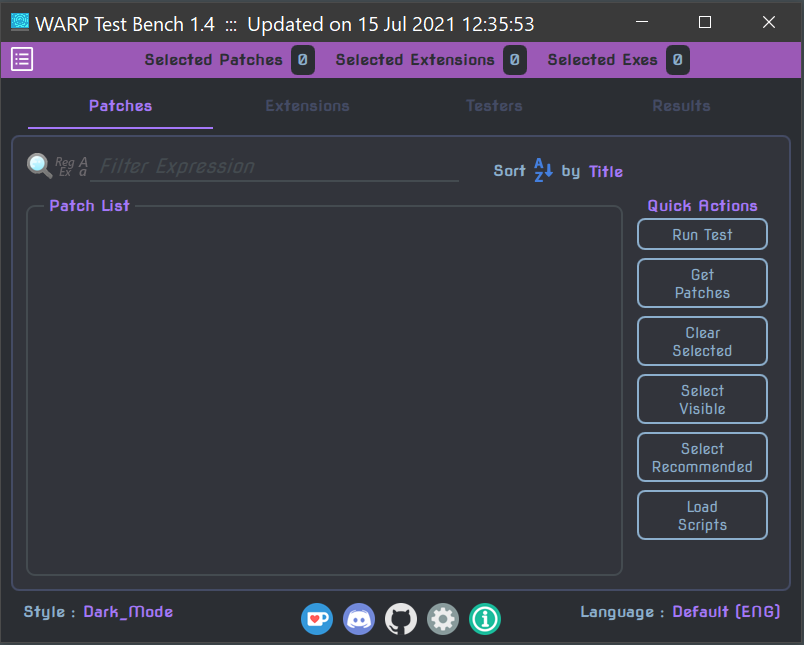 WARP Test Bench 1.4 ::: Updated on 15 Jul 2021 12:35:53
Selected Patches 0 Selected Extensions 0 Selected Exes 0
Patches Extensions Testers Results
Reg Ex A a Filter Expression Sort A Z by Title
Patch List
Quick Actions
Run Test
Get
Patches
Clear
Selected
Select
Visible
Select
Recommended
Load
Scripts
Style : Dark_Mode
Language : Default (ENG)